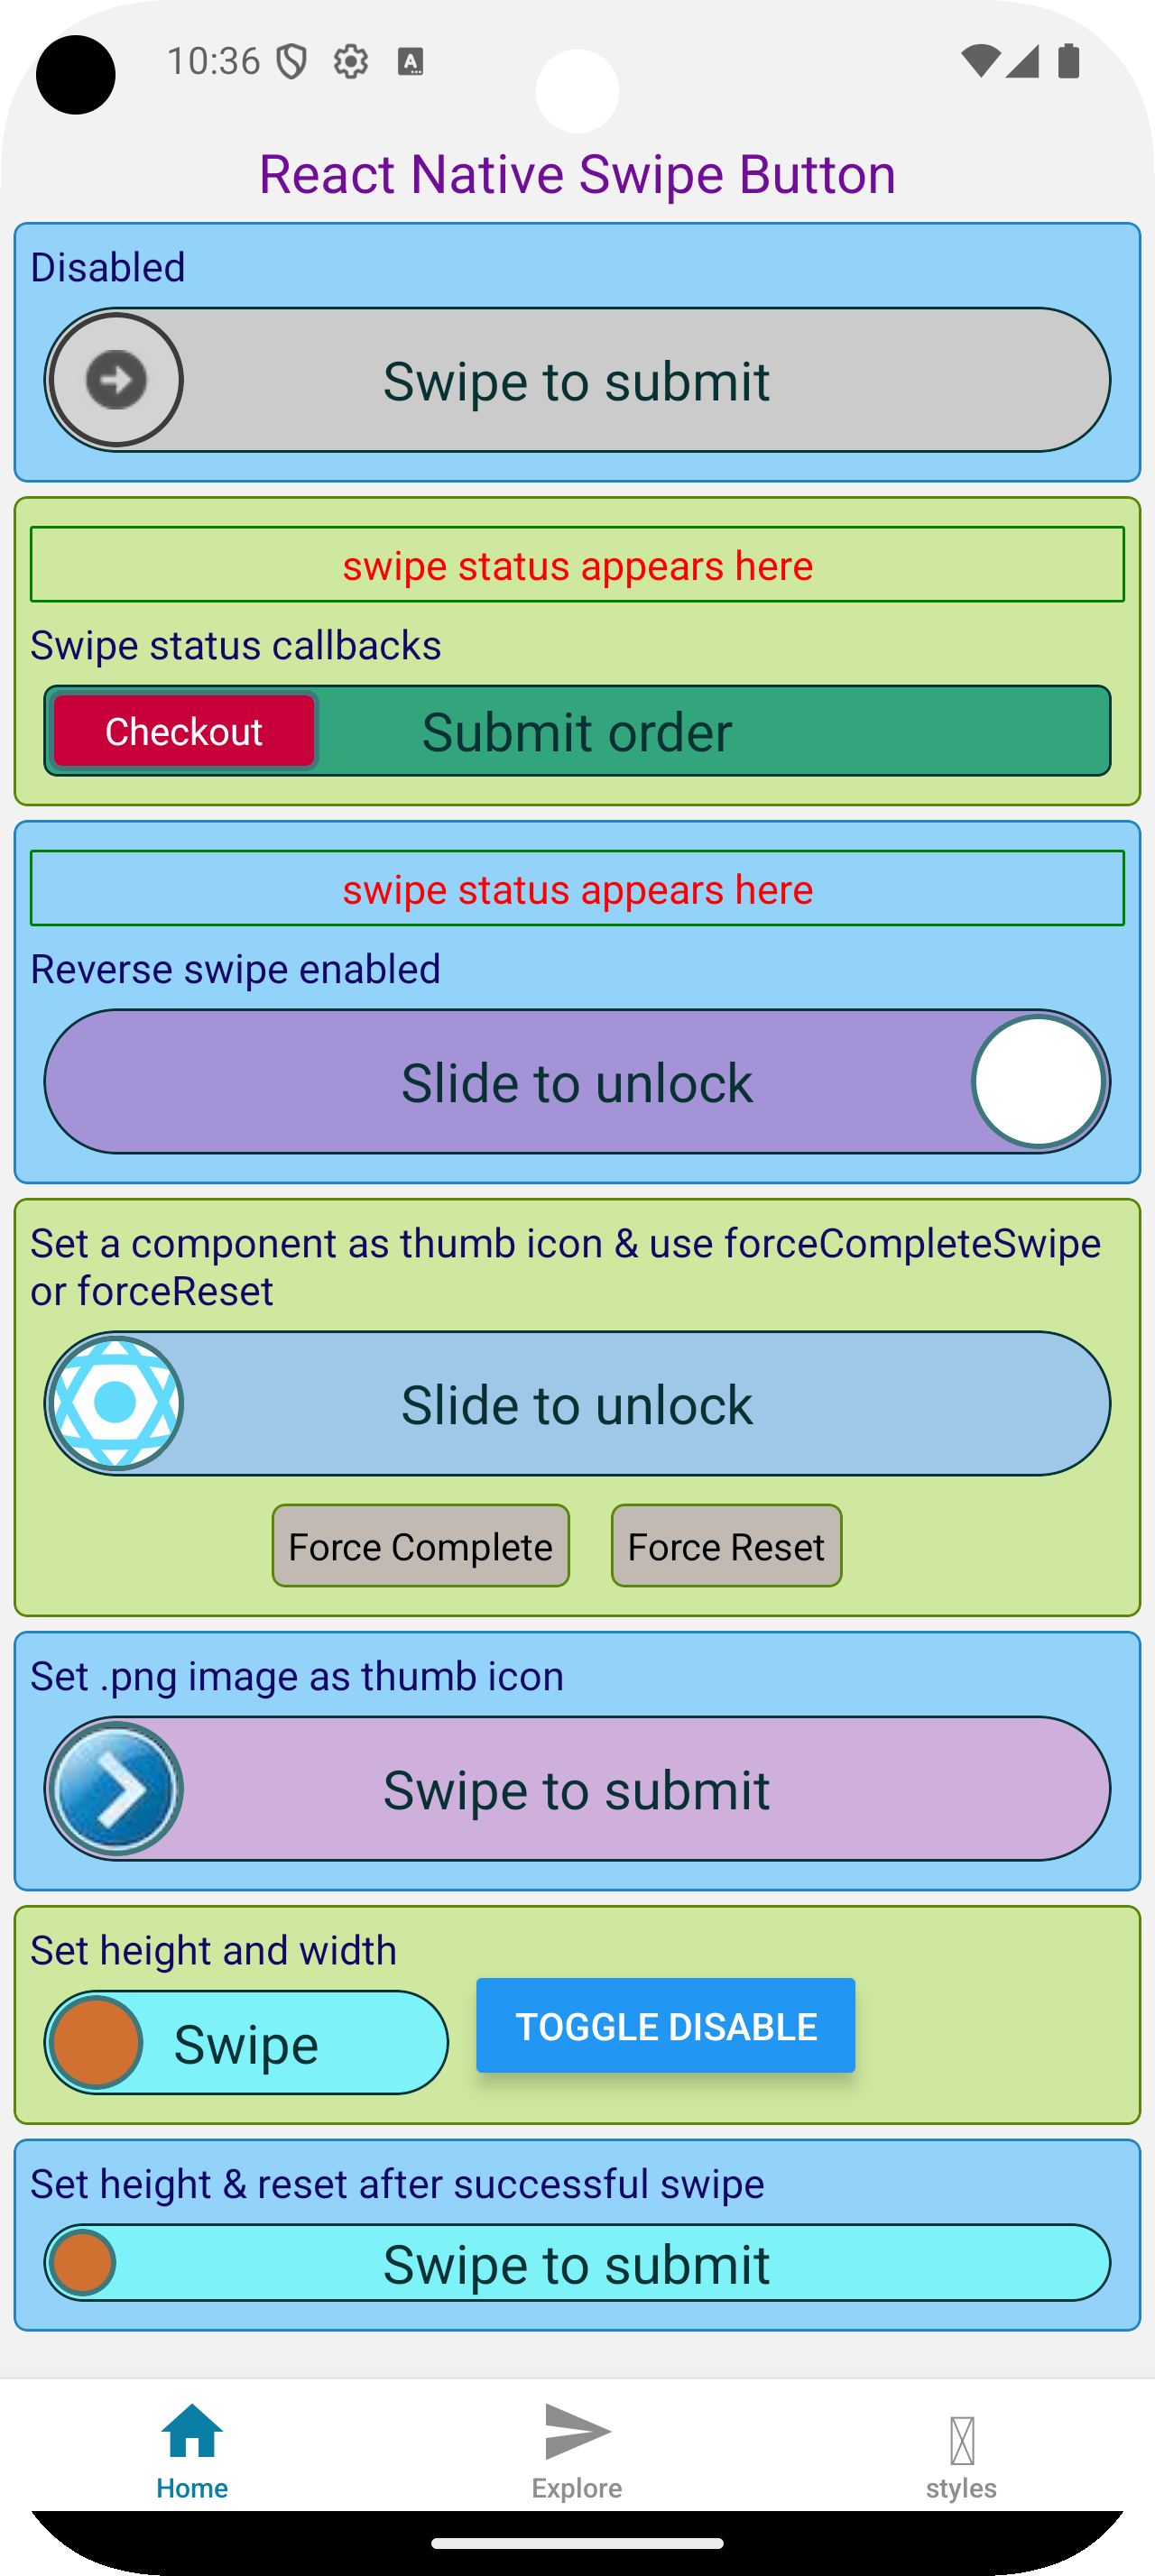 10:36
React Native Swipe Button
Disabled
Swipe to submit
swipe status appears here
Swipe status callbacks
Checkout
Submit order
swipe status appears here
Reverse swipe enabled
Slide to unlock
Set a component as thumb icon & use forceCompleteSwipe
or forceReset
Slide to unlock
Force Complete
Force Reset
Set .png image as thumb icon
Swipe to submit
Set height and width
Swipe
TOGGLE DISABLE
Set height & reset after successful swipe
Swipe to submit
Home
Explore
styles